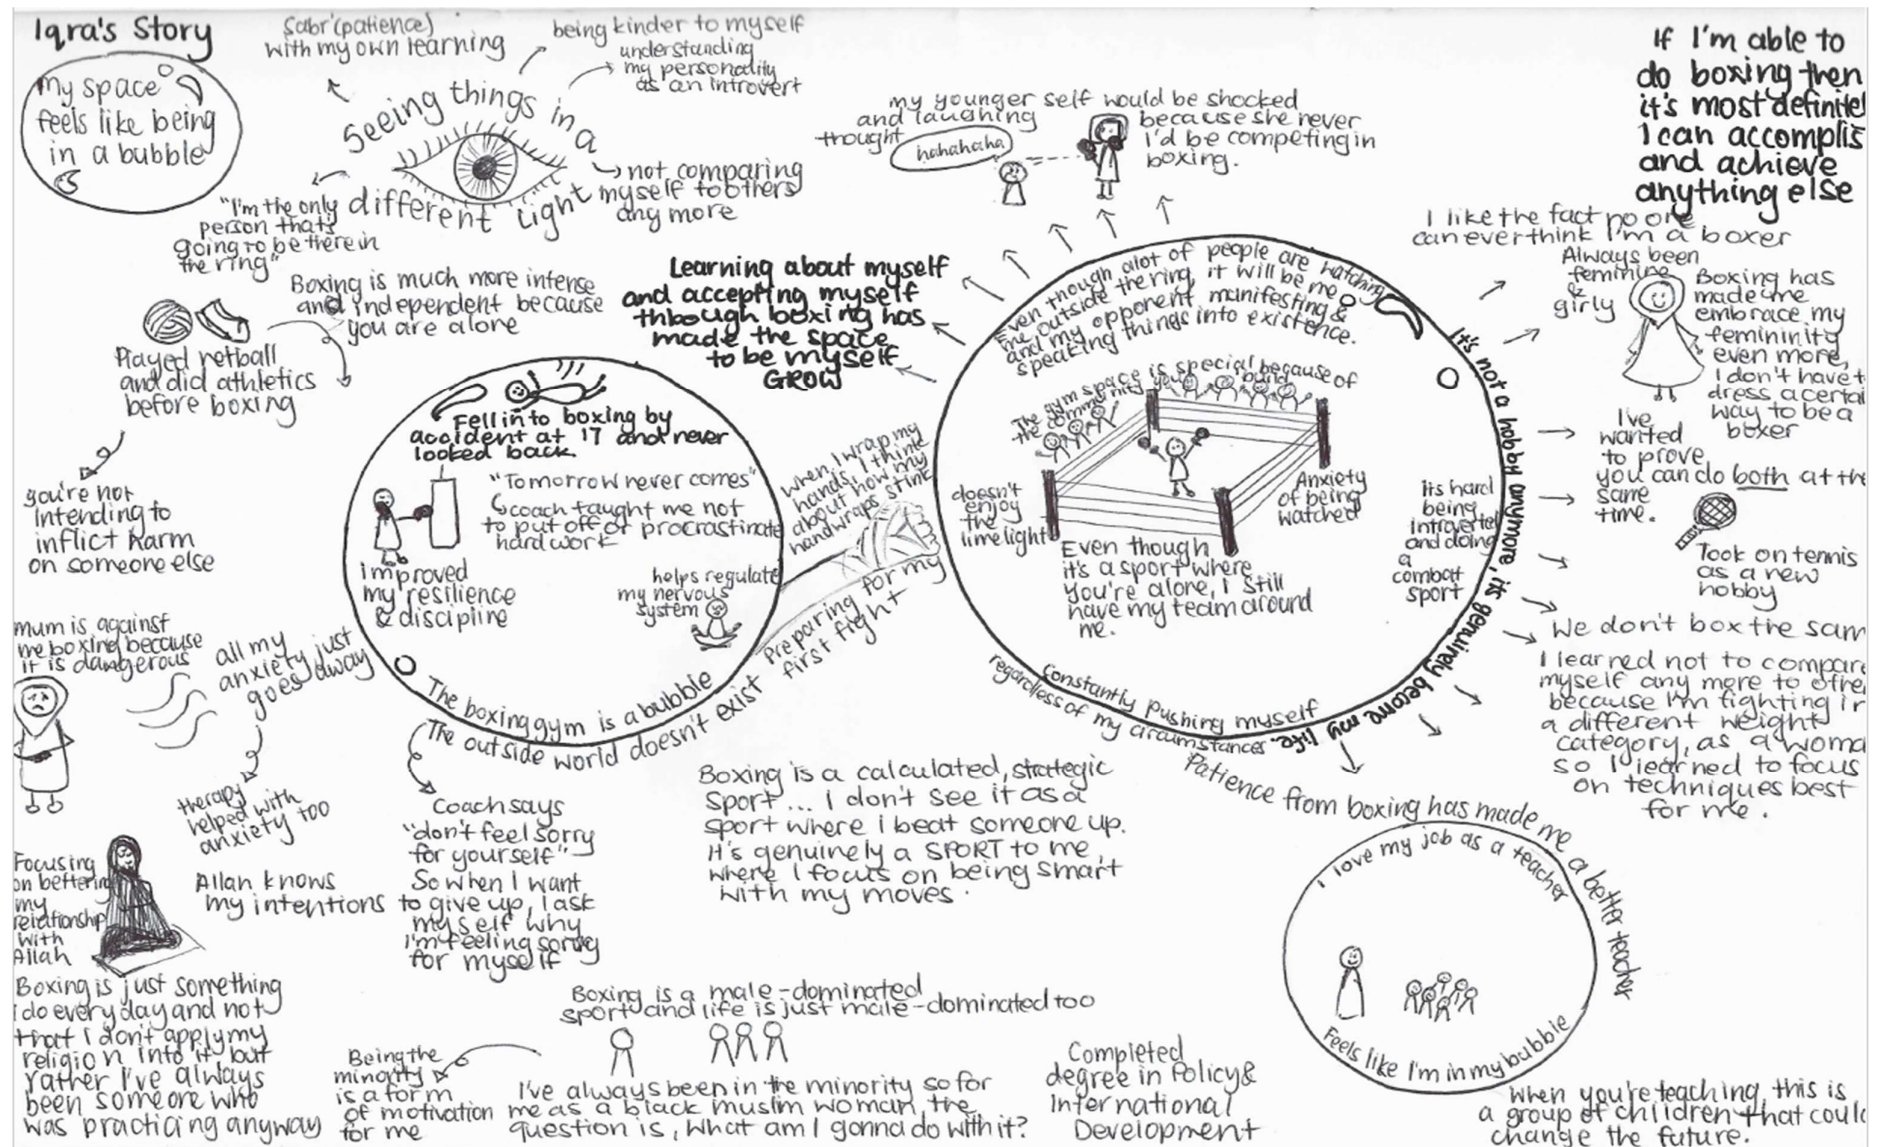 Iqra's Story
my space
feels like being
in a bubble
Sabr (patience)
with my own learning
being kinder to myself
understanding
my personality
as an introvert
Seeing things in a
different light
not comparing
myself to others
any more
"I'm the only
person that's
going to be there in
the ring"
Boxing is much more intense
and independent because
you are alone
Played netball
and did athletics
before boxing
you're not
intending to
inflict harm
on someone else
my younger self would be shocked
and laughing because she never
thought I'd be competing in
boxing.
hahahaha
If I'm able to
do boxing then
it's most definitel
I can accomplis
and achieve
anything else
Learning about myself
and accepting myself
through boxing has
made the space
to be myself
GROW
Fell into boxing by
accident at 17 and never
looked back.
"Tomorrow never comes"
coach taught me not
to put off or procrastinate
hard work
improved
my resilience
& discipline
helps regulate
my nervous
system
The boxing gym is a bubble
The outside world doesn't exist
when I wrap my
hands, I think
about how my
handwraps stink
Preparing for my
first fight
Even though alot of people are watching
me outside the ring, it will be me
and my opponent manifesting &
speaking things into existence.
The gym space is special because of
the community you build
doesn't
enjoy
the
limelight
Anxiety
of being
watched
Even though
it's a sport where
you're alone, I still
have my team around
me.
its hard
being
introverted
and doing
a
combat
sport
It's not a hobby anymore, its genuinely become my life.
Constantly pushing myself
regardless of my circumstances.
I like the fact no one
can ever think I'm a boxer
Always been
feminine
&
girly
Boxing has
made me
embrace my
femininity
even more,
I don't have t
dress a certai
way to be a
boxer
I've
wanted
to prove
you can do both at the
same
time.
Took on tennis
as a new
hobby
We don't box the sam
I learned not to compare
myself any more to other
because I'm fighting in
a different weight
category, as a woma
so I learned to focus
on techniques best
for me.
mum is against
me boxing because
it is dangerous
all my
anxiety just
goes away
therapy
helped with
anxiety too
Focusing
on bettering
my
relationship
with
Allah
Allah knows
my intentions
Coach says
"don't feel sorry
for yourself"
So when I want
to give up, I ask
myself why
I'm feeling sorry
for myself
Boxing is a calculated, strategic
sport... I don't see it as a
sport where i beat someone up.
It's genuinely a SPORT to me,
where I focus on being smart
with my moves.
Patience from boxing has made me a better teacher
I love my job as a teacher
Feels like I'm in my bubble
Boxing is just something
i do every day and not
that I don't apply my
religion into it, but
rather I've always
been someone who
was practicing anyway
Boxing is a male-dominated
sport and life is just male-dominated too
Being the
minority
is a form
of motivation
for me
I've always been in the minority so for
me as a black muslim woman, the
question is, what am I gonna do with it?
Completed
degree in Policy &
International
Development
when you're teaching, this is
a group of children that could
change the future.